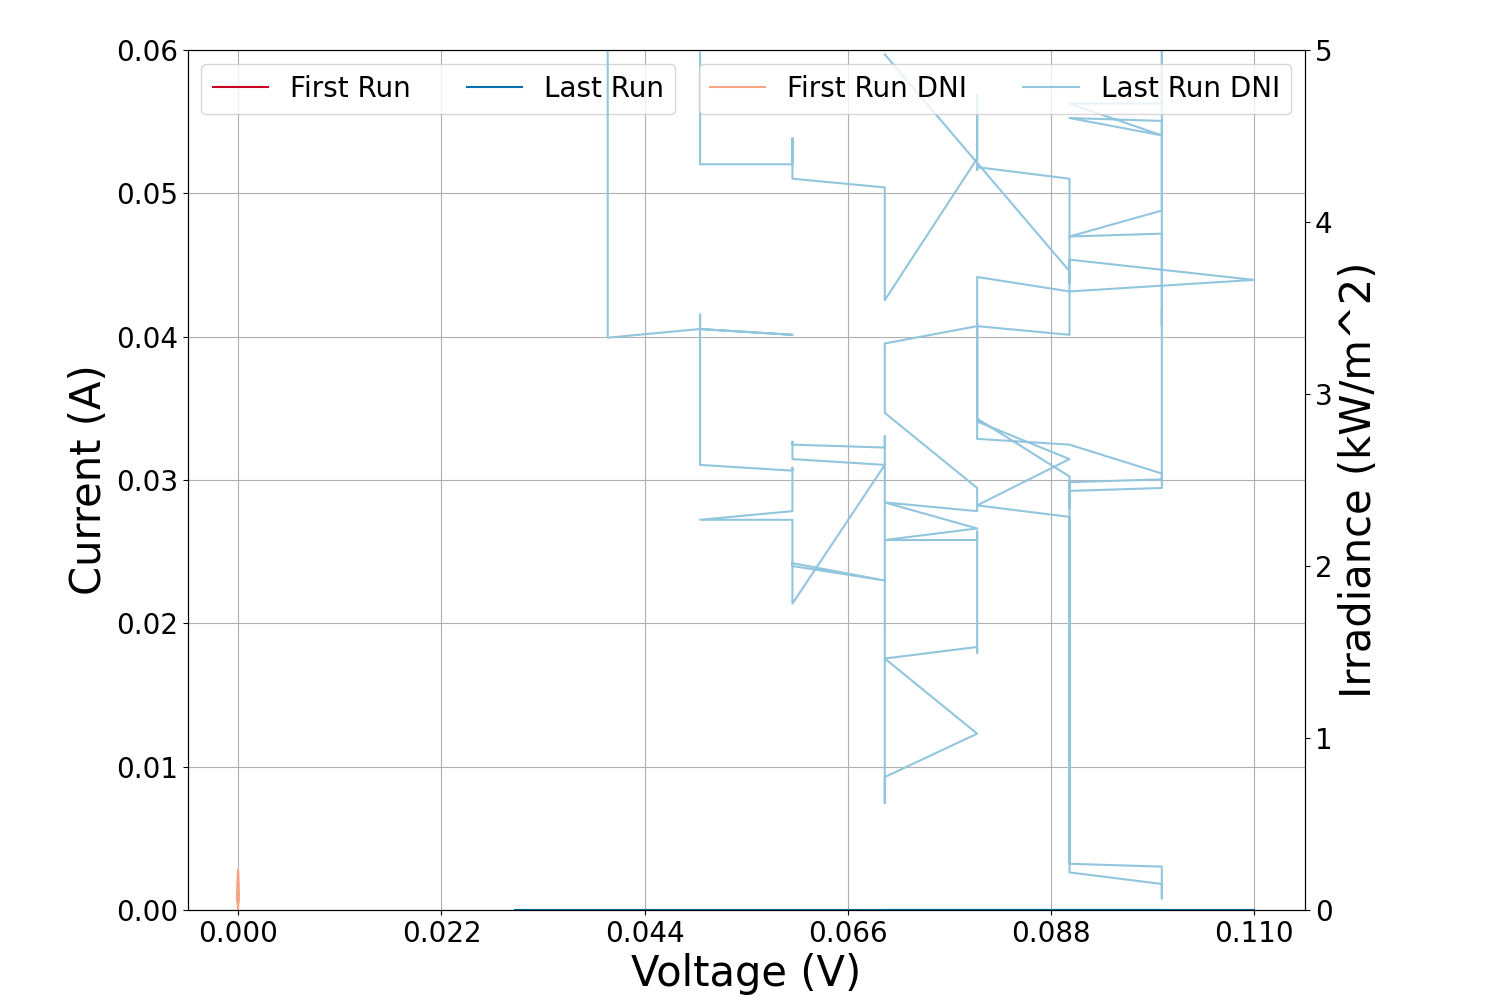 First Run
Last Run
First Run DNI
Last Run DNI
0.06
0.05
0.04
0.03
0.02
0.01
0.00
Current (A)
5
4
3
2
1
0
Irradiance (kW/m^2)
0.000 0.022 0.044 0.066 0.088 0.110
Voltage (V)